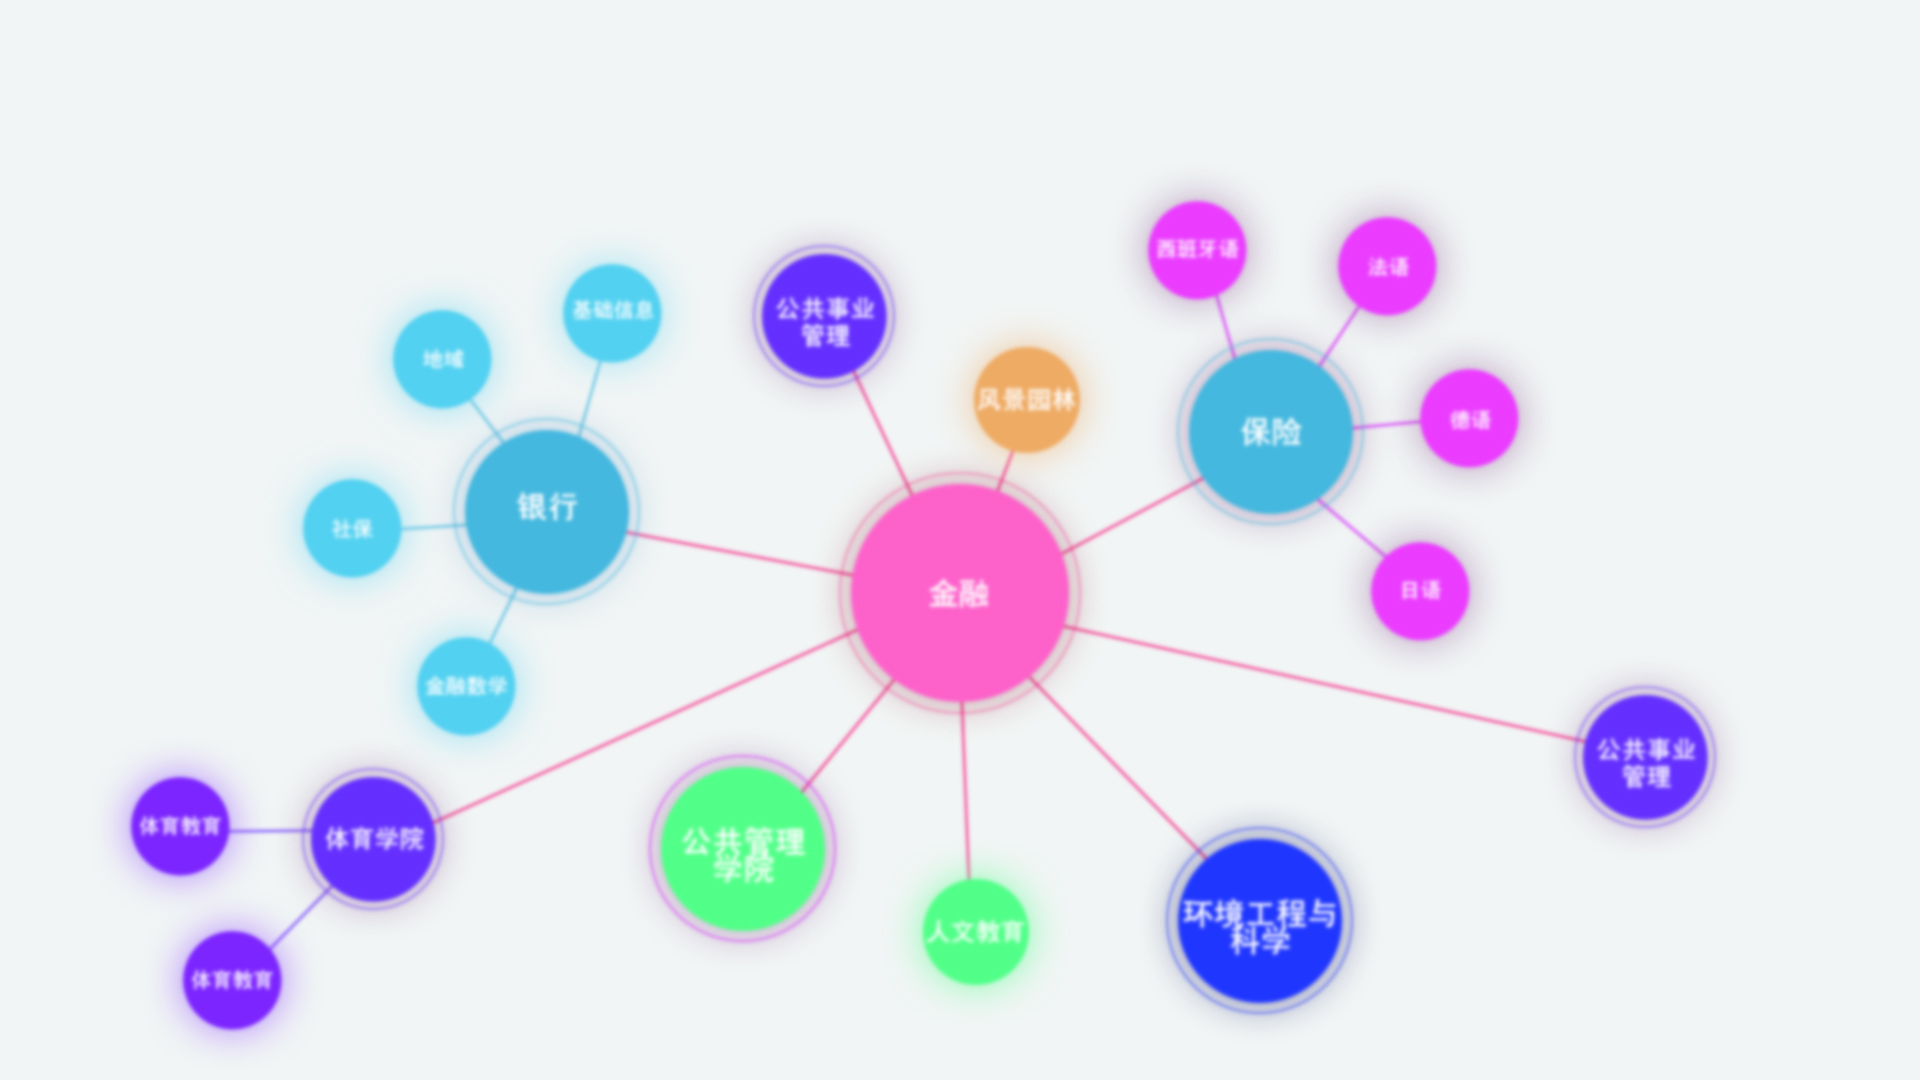 西班牙语
法语
基础信息
公共事业
管理
地域
风景园林
保险
德语
银行
社保
金融
日语
金融数学
公共事业
管理
体育教育
体育学院
公共管理
学院
环境工程与
科学
人文教育
体育教育